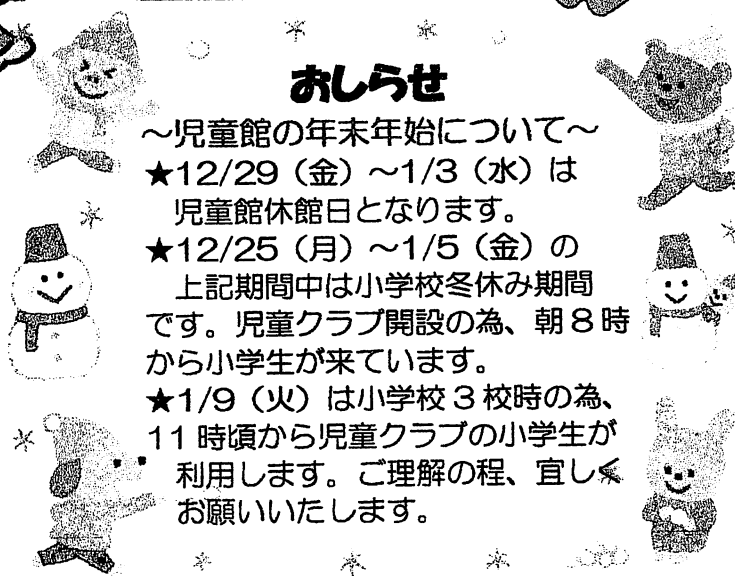 おしらせ
～児童館の年末年始について～
★12/29（金）～1/3（水）は
児童館休館日となります。
★12/25（月）～1/5（金）の
上記期間中は小学校冬休み期間
です。児童クラブ開設の為、朝８時
から小学生が来ています。
★1/9（火）は小学校３校時の為、
11 時頃から児童クラブの小学生が
利用します。ご理解の程、宜しく
お願いいたします。